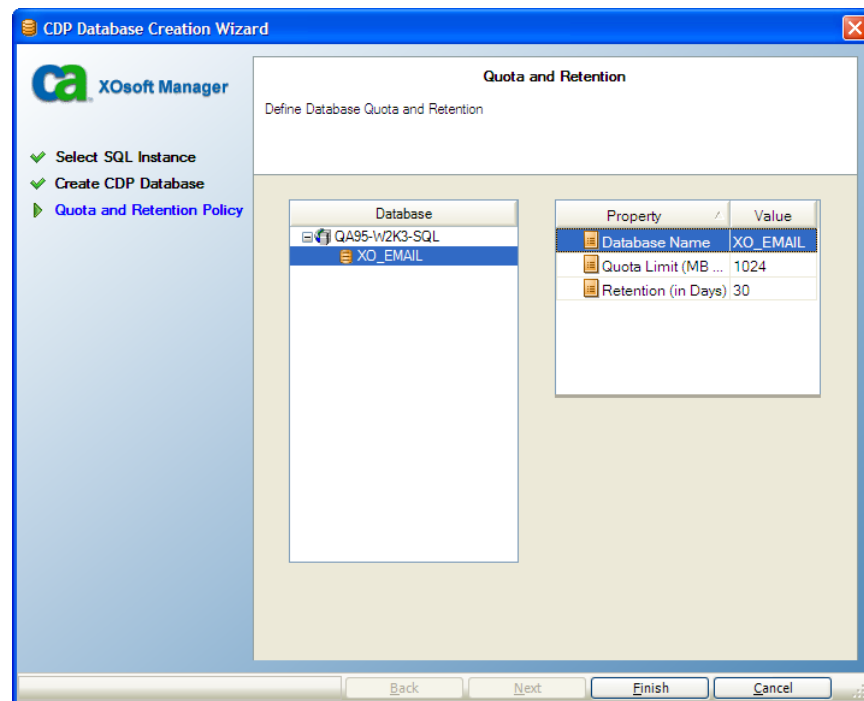 CDP Database Creation Wizard
ca
XOsoft Manager
Select SQL Instance
Create CDP Database
Quota and Retention Policy
Quota and Retention
Define Database Quota and Retention
Database
QA95-W2K3-SQL
XO_EMAIL
Property Value
Database Name XO_EMAIL
Quota Limit (MB ... 1024
Retention (in Days) 30
Back Next Finish Cancel